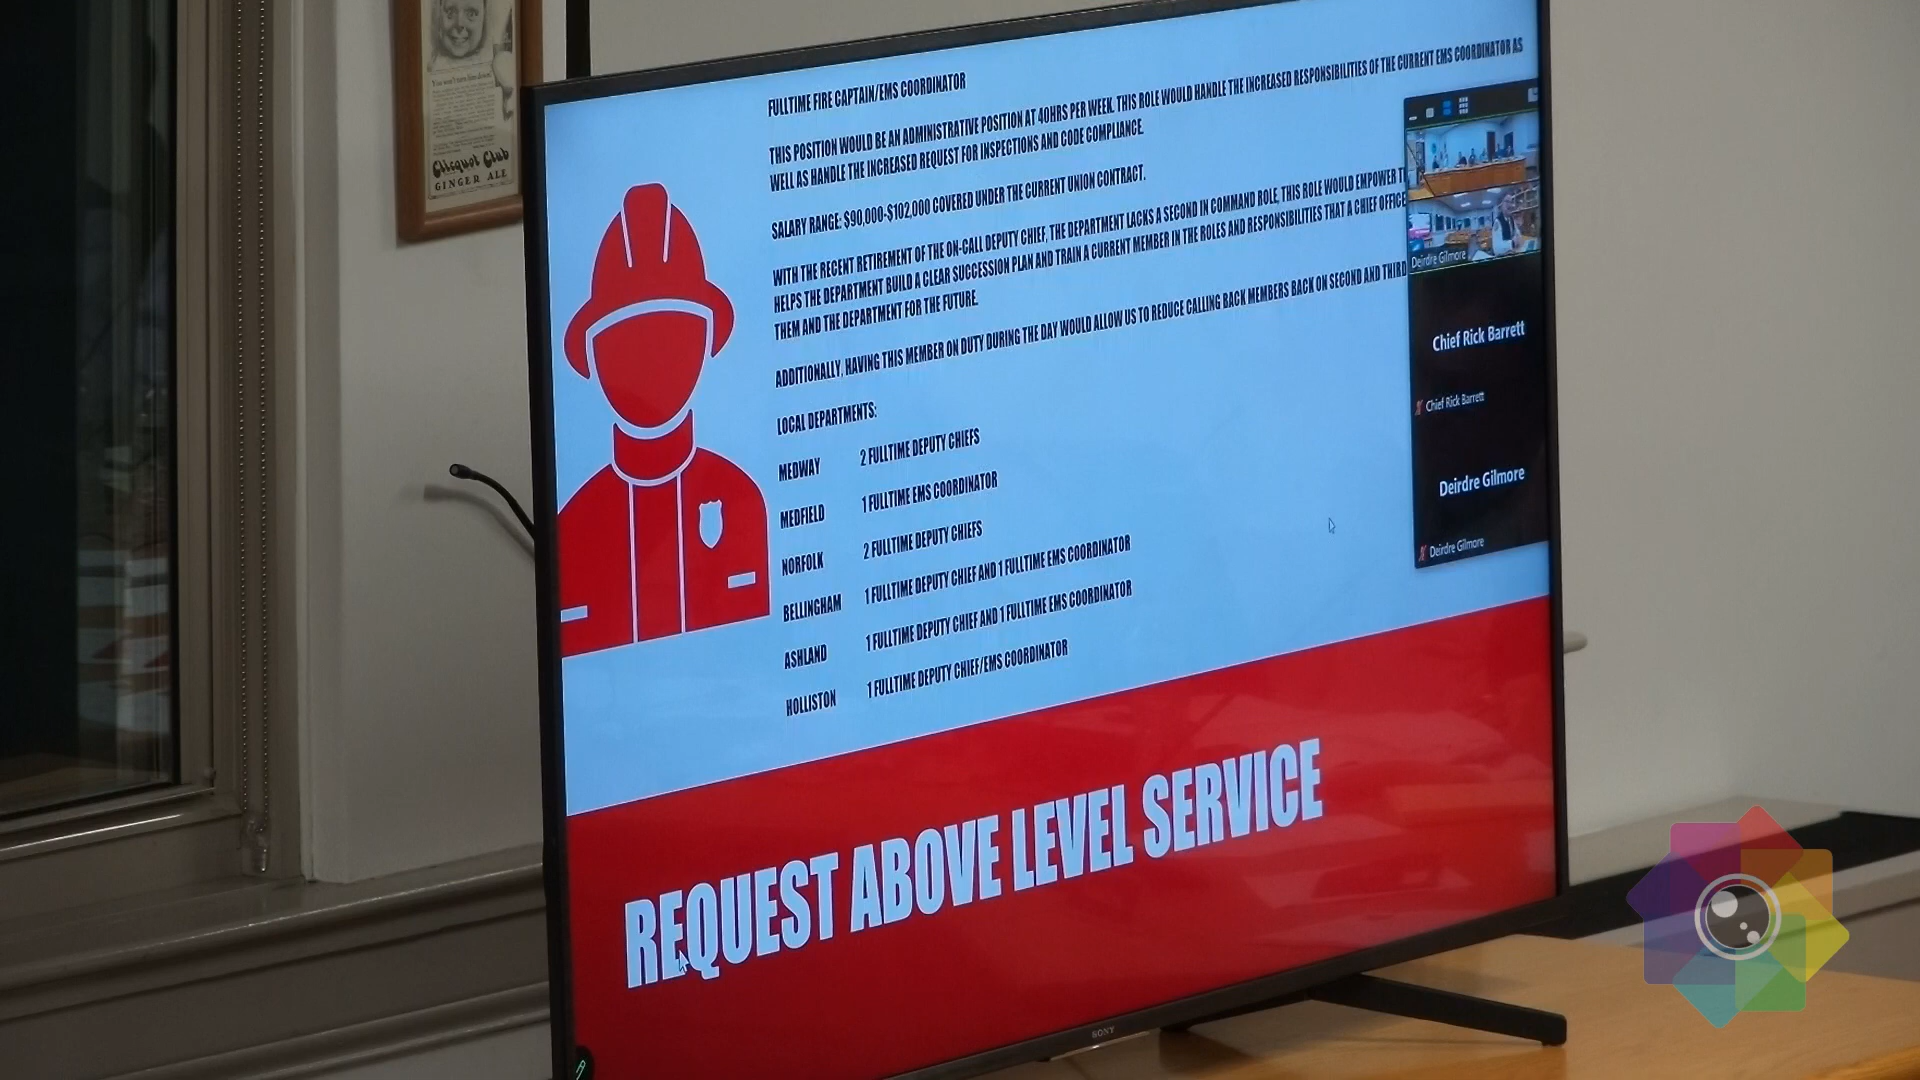 You won't turn him down!
Clicquot Club
GINGER ALE
FULLTIME FIRE CAPTAIN/EMS COORDINATOR
THIS POSITION WOULD BE AN ADMINISTRATIVE POSITION AT 40HRS PER WEEK. THIS ROLE WOULD HANDLE THE INCREASED RESPONSIBILITIES OF THE CURRENT EMS COORDINATOR AS
WELL AS HANDLE THE INCREASED REQUEST FOR INSPECTIONS AND CODE COMPLIANCE.
SALARY RANGE: $90,000-$102,000 COVERED UNDER THE CURRENT UNION CONTRACT.
WITH THE RECENT RETIREMENT OF THE ON-CALL DEPUTY CHIEF, THE DEPARTMENT LACKS A SECOND IN COMMAND ROLE, THIS ROLE WOULD EMPOWER
HELPS THE DEPARTMENT BUILD A CLEAR SUCCESSION PLAN AND TRAIN A CURRENT MEMBER IN THE ROLES AND RESPONSIBILITIES THAT A CHIEF OFFICE
THEM AND THE DEPARTMENT FOR THE FUTURE.
ADDITIONALLY, HAVING THIS MEMBER ON DUTY DURING THE DAY WOULD ALLOW US TO REDUCE CALLING BACK MEMBERS BACK ON SECOND AND THIRD
LOCAL DEPARTMENTS:
MEDWAY 2 FULLTIME DEPUTY CHIEFS
MEDFIELD 1 FULLTIME EMS COORDINATOR
NORFOLK 2 FULLTIME DEPUTY CHIEFS
BELLINGHAM 1 FULLTIME DEPUTY CHIEF AND 1 FULLTIME EMS COORDINATOR
ASHLAND 1 FULLTIME DEPUTY CHIEF AND 1 FULLTIME EMS COORDINATOR
HOLLISTON 1 FULLTIME DEPUTY CHIEF/EMS COORDINATOR
Deirdre Gilmore
Chief Rick Barrett
Chief Rick Barrett
Deirdre Gilmore
Deirdre Gilmore
REQUEST ABOVE LEVEL SERVICE
SONY